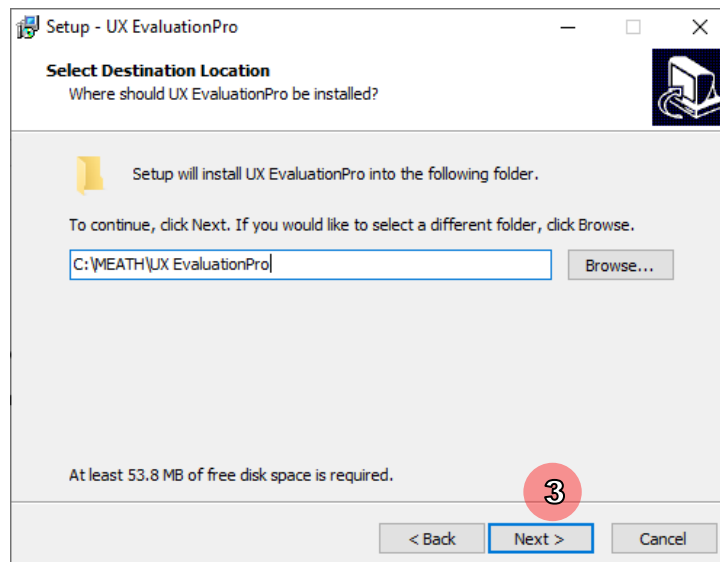 Setup - UX EvaluationPro
Select Destination Location
Where should UX EvaluationPro be installed?
Setup will install UX EvaluationPro into the following folder.
To continue, click Next. If you would like to select a different folder, click Browse.
C:\MEATH\UX EvaluationPro
Browse...
At least 53.8 MB of free disk space is required.
3
< Back
Next >
Cancel